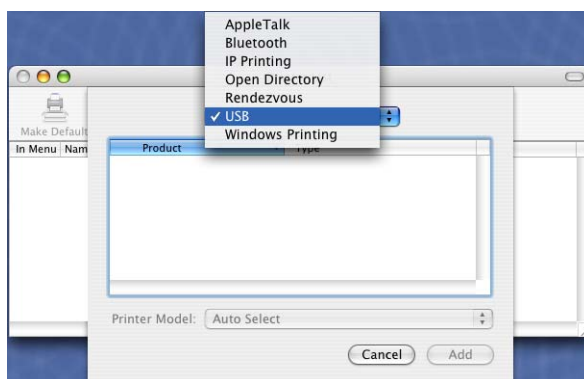 AppleTalk
Bluetooth
IP Printing
Open Directory
Rendezvous
✓ USB
Windows Printing
Make Default
In Menu Nam
Product Type
Printer Model: Auto Select
Cancel Add